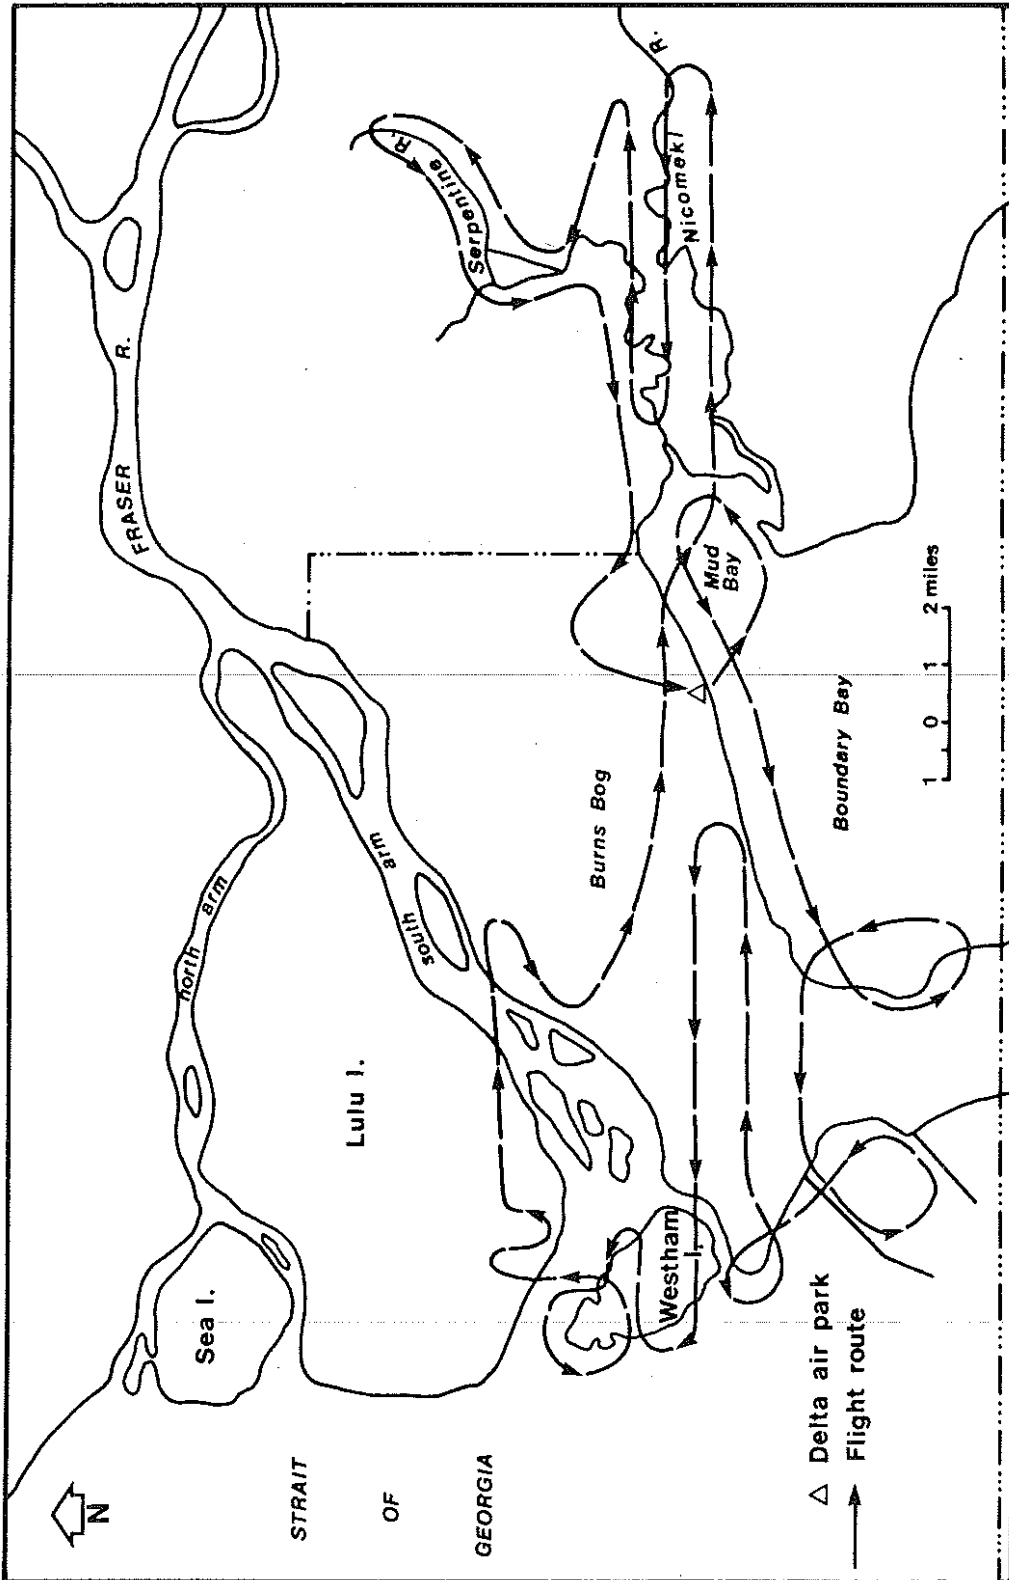 N
STRAIT
OF
GEORGIA
Sea I.
Lulu I.
north arm
south arm
FRASER R.
Serpentine R.
Nicomekl R.
Mud
Bay
Burns Bog
Boundary Bay
Westham
I.
1 0 1 2 miles
Delta air park
Flight route